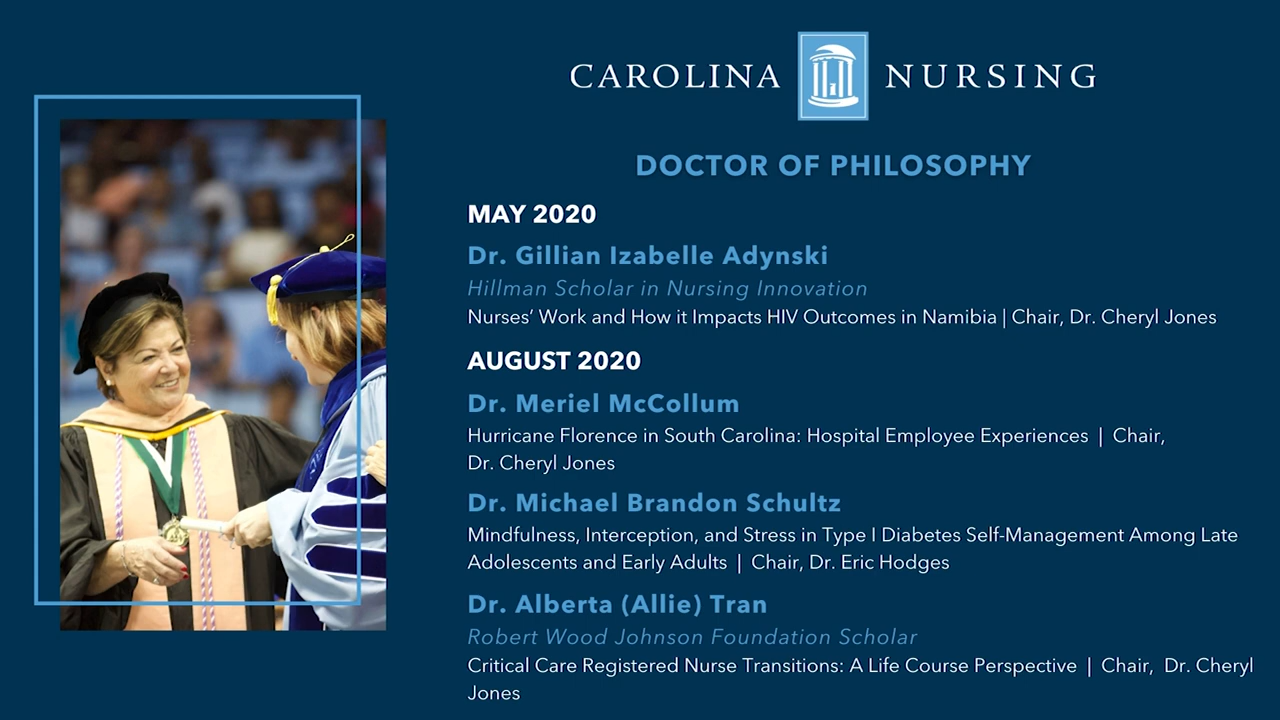 CAROLINA NURSING
DOCTOR OF PHILOSOPHY
MAY 2020
Dr. Gillian Izabelle Adynski
Hillman Scholar in Nursing Innovation
Nurses’ Work and How it Impacts HIV Outcomes in Namibia | Chair, Dr. Cheryl Jones
AUGUST 2020
Dr. Meriel McCollum
Hurricane Florence in South Carolina: Hospital Employee Experiences | Chair,
Dr. Cheryl Jones
Dr. Michael Brandon Schultz
Mindfulness, Interception, and Stress in Type I Diabetes Self-Management Among Late
Adolescents and Early Adults | Chair, Dr. Eric Hodges
Dr. Alberta (Allie) Tran
Robert Wood Johnson Foundation Scholar
Critical Care Registered Nurse Transitions: A Life Course Perspective | Chair, Dr. Cheryl
Jones